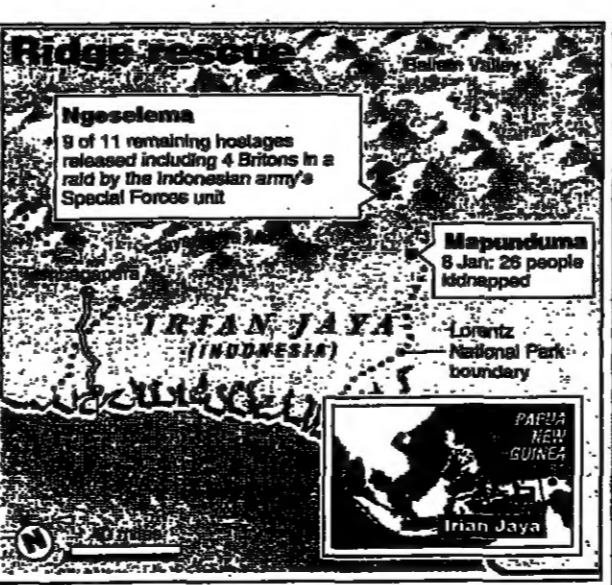 Ridge rescue
Baliem Valley
Ngoselema
9 of 11 remaining hostages
released including 4 Britons in a
raid by the Indonesian army's
Special Forces unit
Mapunduma
8 Jan: 26 people
kidnapped
IRIAN JAYA
(INDONESIA)
Lorentz
National Park
boundary
PAPUA
NEW
GUINEA
Irian Jaya
N
miles